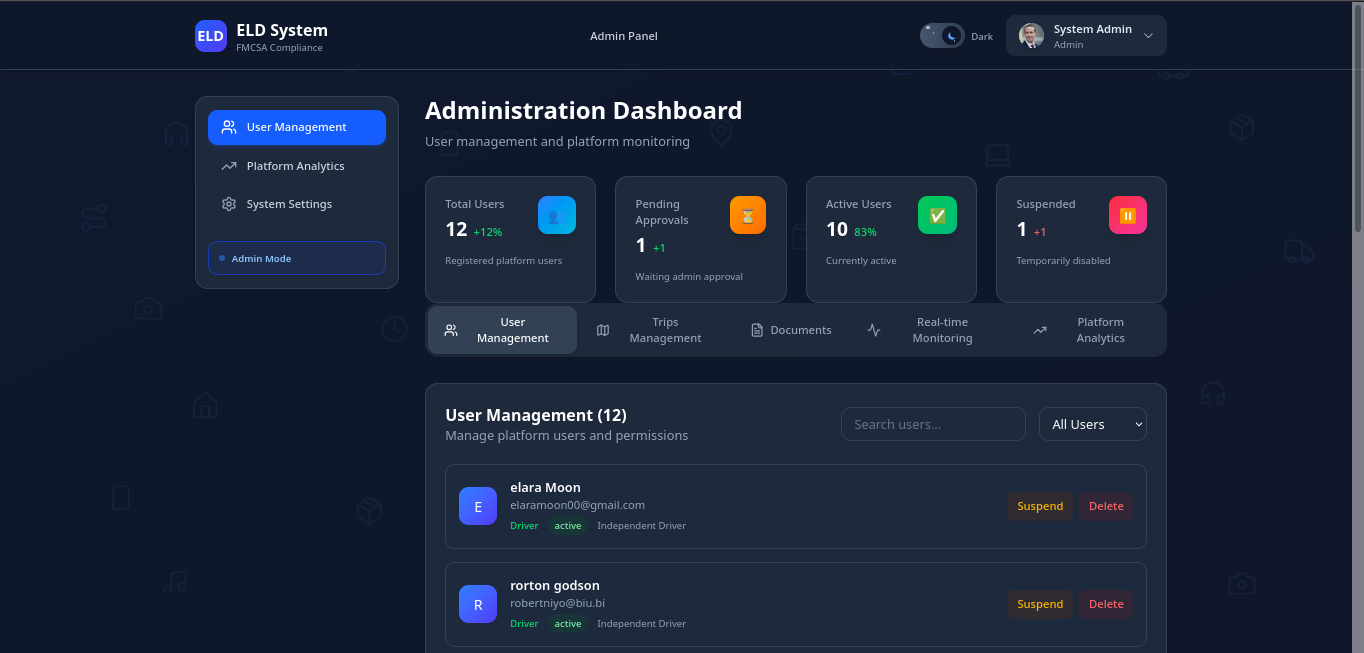 ELD
ELD System
FMCSA Compliance
Admin Panel
Dark
System Admin
Admin
User Management
Platform Analytics
System Settings
Admin Mode
Administration Dashboard
User management and platform monitoring
Total Users
12 +12%
Registered platform users
Pending
Approvals
1 +1
Waiting admin approval
Active Users
10 83%
Currently active
Suspended
1 +1
Temporarily disabled
User
Management
Trips
Management
Documents
Real-time
Monitoring
Platform
Analytics
User Management (12)
Manage platform users and permissions
Search users...
All Users
E
elara Moon
elaramoon00@gmail.com
Driver active Independent Driver
Suspend
Delete
R
rorton godson
robertniyo@biu.bi
Driver active Independent Driver
Suspend
Delete